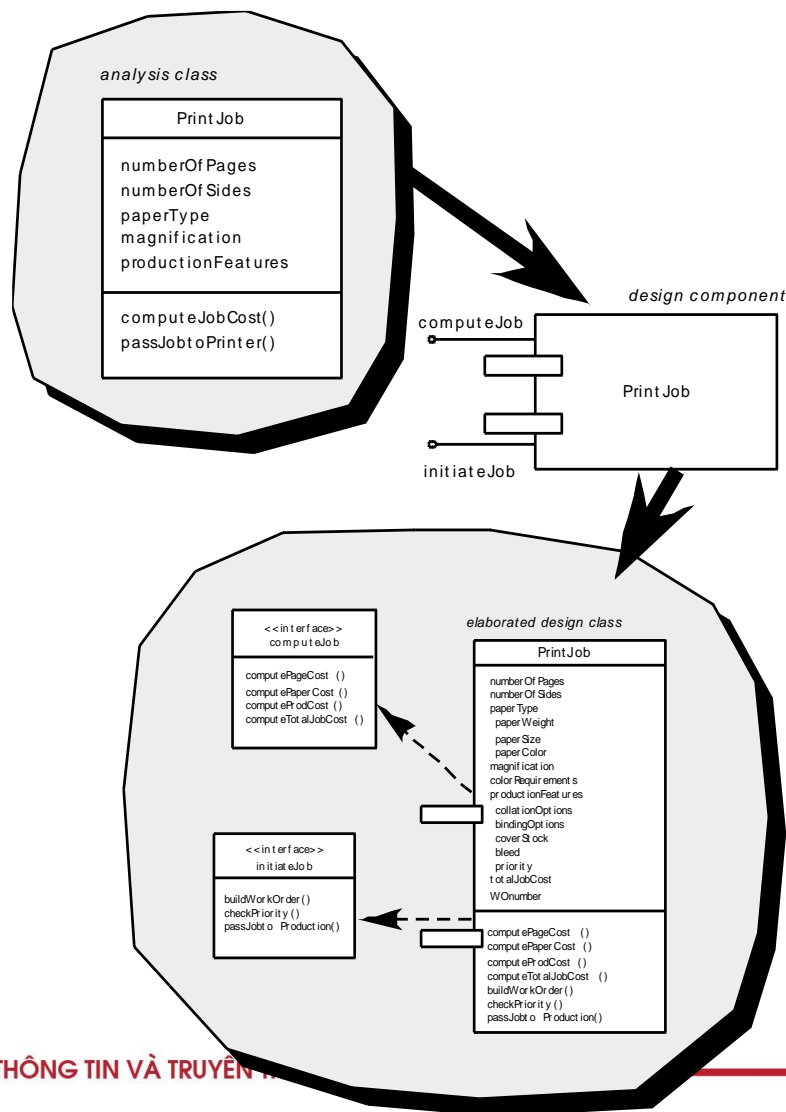 analysis class
PrintJob
numberOfPages
numberOfSides
paperType
magnification
productionFeatures
computeJobCost()
passJobtoPrinter()
design component
computeJob
PrintJob
initiateJob
elaborated design class
<<interface>>
computeJob
computePageCost ()
computePaperCost ()
computeProdCost ()
computeTotalJobCost ()
PrintJob
numberOfPages
numberOfSides
paperType
paperWeight
paperSize
paperColor
magnification
colorRequirements
productionFeatures
collationOptions
bindingOptions
coverStock
bleed
priority
totalJobCost
WOnumber
<<interface>>
initiateJob
buildWorkOrder()
checkPriority()
passJobto Production()
computePageCost ()
computePaperCost ()
computeProdCost ()
computeTotalJobCost ()
buildWorkOrder()
checkPriority()
passJobto Production()
THÔNG TIN VÀ TRUYỀN